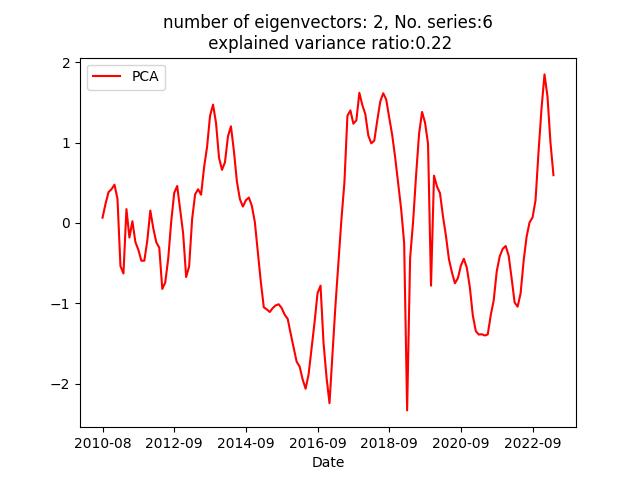 number of eigenvectors: 2, No. series:6
explained variance ratio:0.22
PCA
2
1
0
−1
−2
2010-08 2012-09 2014-09 2016-09 2018-09 2020-09 2022-09
Date